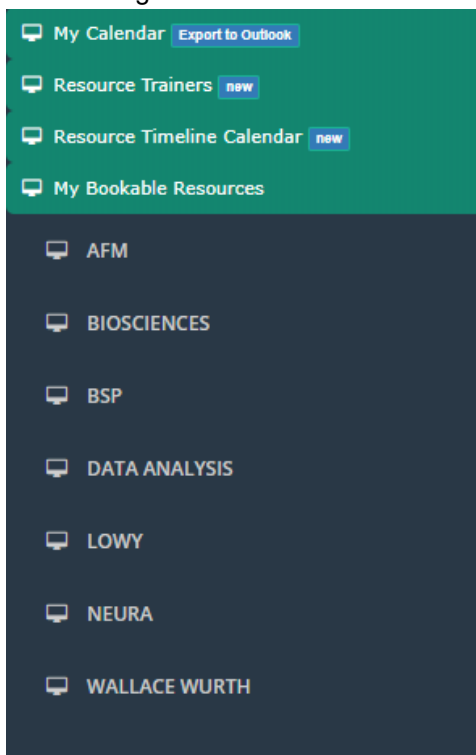 My Calendar Export to Outlook
Resource Trainers new
Resource Timeline Calendar new
My Bookable Resources
AFM
BIOSCIENCES
BSP
DATA ANALYSIS
LOWY
NEURA
WALLACE WURTH